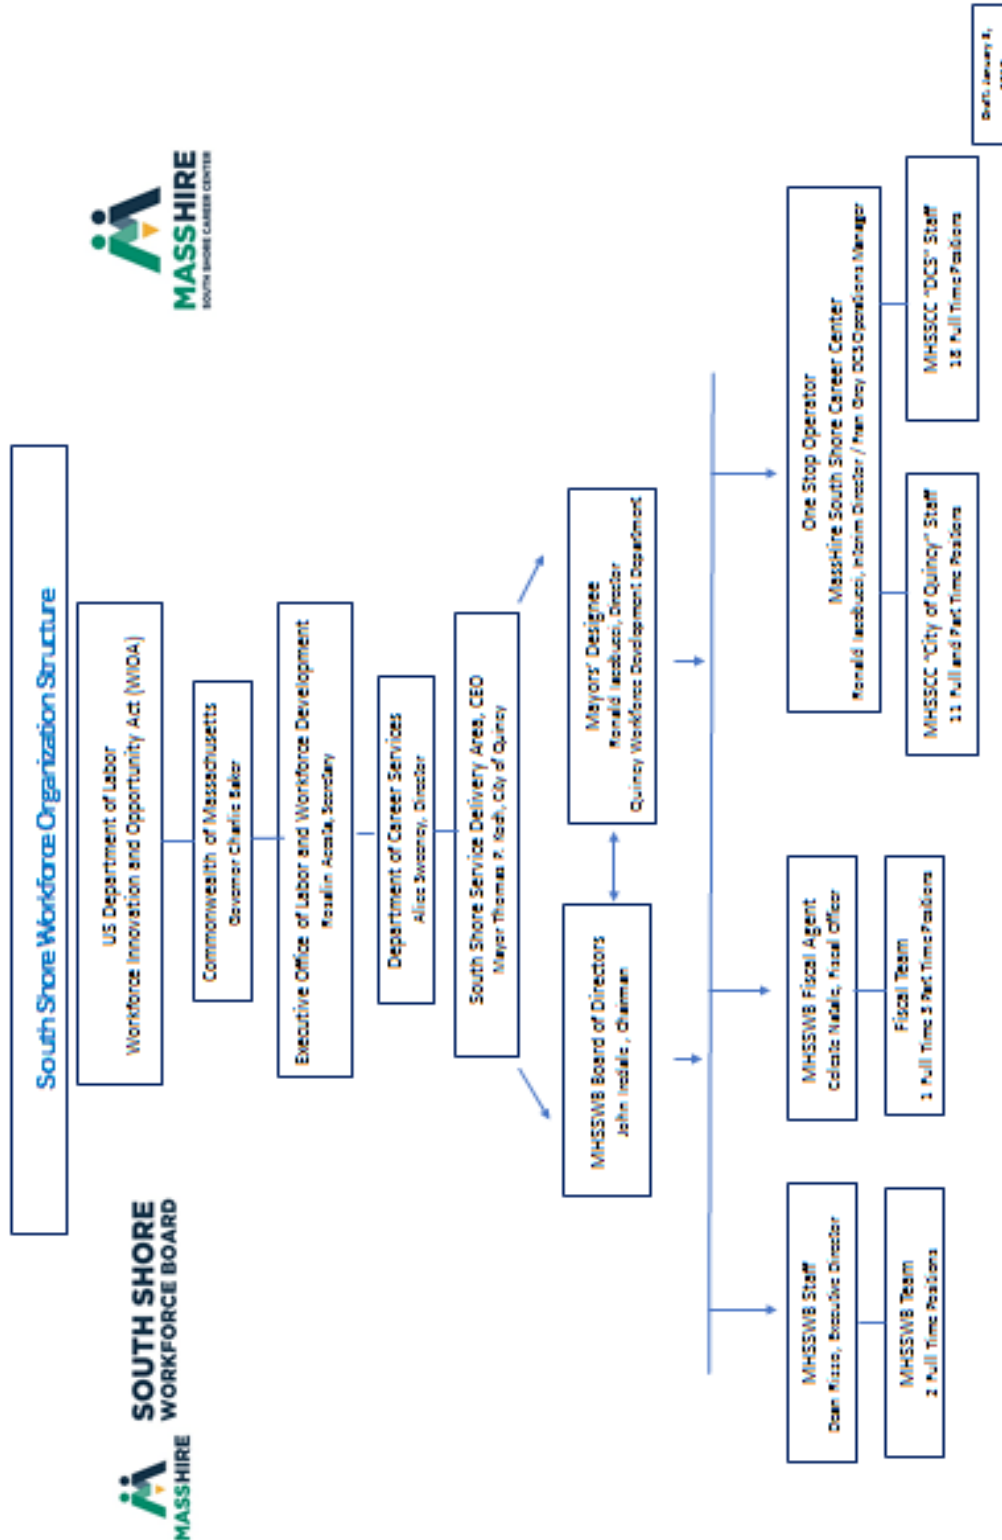 MASSHIRE
SOUTH SHORE
WORKFORCE BOARD
South Shore Workforce Organization Structure
MASSHIRE
SOUTH SHORE CAREER CENTER
US Department of Labor
Workforce Innovation and Opportunity Act (WIOA)
Commonwealth of Massachusetts
Governor Charlie Baker
Executive Office of Labor and Workforce Development
Rosalin Acosta, Secretary
Department of Career Services
Alice Sweeney, Director
South Shore Service Delivery Area, CEO
Mayor Thomas P. Koch, City of Quincy
MHSSWB Board of Directors
John Iredale, Chairman
Mayors' Designee
Ronald Iacobucci, Director
Quincy Workforce Development Department
MHSSWB Staff
Dean Rizzo, Executive Director
MHSSWB Team
2 Full Time Positions
MHSSWB Fiscal Agent
Celeste Natale, Fiscal Officer
Fiscal Team
1 Full Time 3 Part Time Positions
One Stop Operator
MassHire South Shore Career Center
Ronald Iacobucci, Interim Director / Fran Gray DCS Operations Manager
MHSSCC "City of Quincy" Staff
11 Full and Part Time Positions
MHSSCC "DCS" Staff
18 Full Time Positions
Draft: January